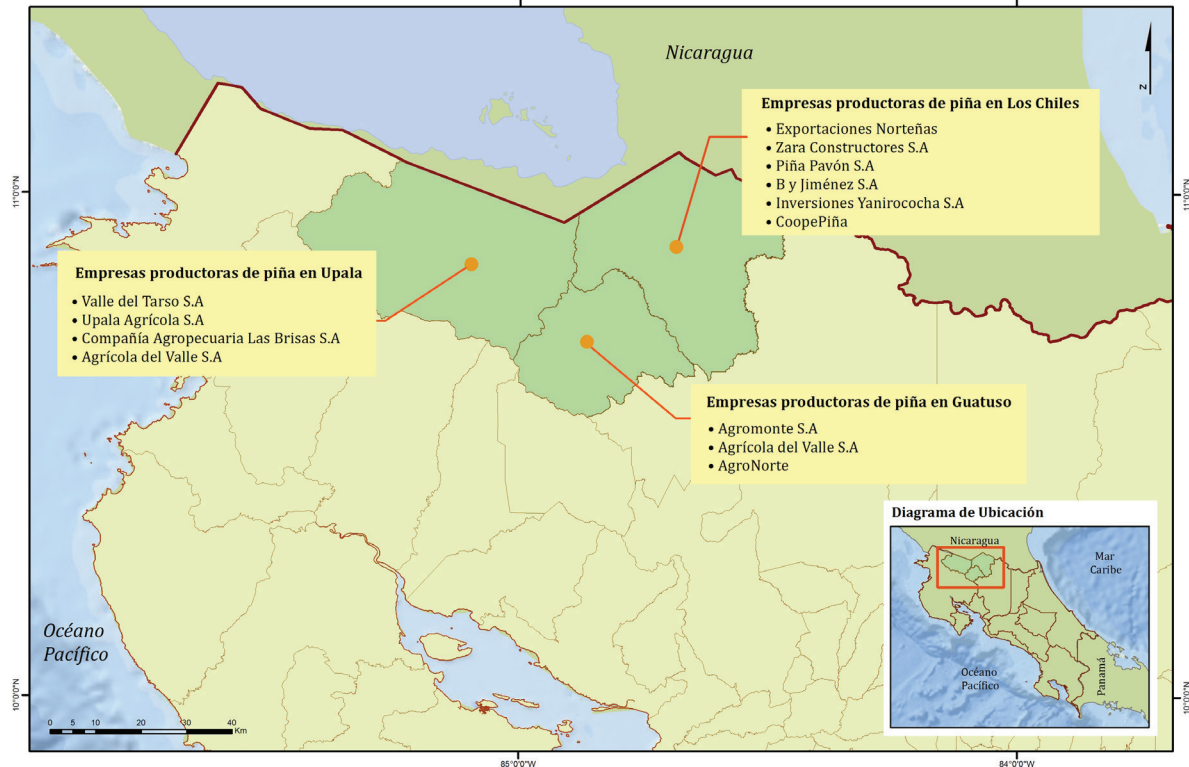 Nicaragua
Z
Empresas productoras de piña en Los Chiles
• Exportaciones Norteñas
• Zara Constructores S.A
• Piña Pavón S.A
• B y Jiménez S.A
• Inversiones Yanirococha S.A
• CoopePiña
11°0'0"N
11°0'0"N
Empresas productoras de piña en Upala
• Valle del Tarso S.A
• Upala Agrícola S.A
• Compañía Agropecuaria Las Brisas S.A
• Agrícola del Valle S.A
Empresas productoras de piña en Guatuso
• Agromonte S.A
• Agrícola del Valle S.A
• AgroNorte
Diagrama de Ubicación
Nicaragua
Mar
Caribe
Océano
Pacífico
Panamá
Océano
Pacífico
10°0'0"N
10°0'0"N
0 5 10 20 30 40
Km
85°0'0"W
84°0'0"W